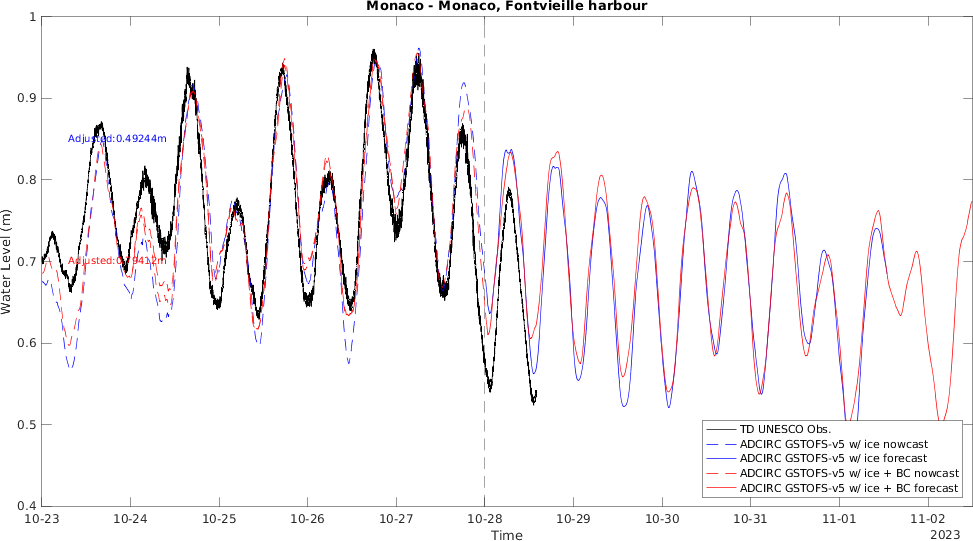 Monaco - Monaco, Fontvieille harbour
Water Level (m)
1
0.9
0.8
0.7
0.6
0.5
0.4
Adjusted:0.49244m
TD UNESCO Obs.
ADCIRC GSTOFS-v5 w/ ice nowcast
ADCIRC GSTOFS-v5 w/ ice forecast
ADCIRC GSTOFS-v5 w/ ice + BC nowcast
ADCIRC GSTOFS-v5 w/ ice + BC forecast
10-23
10-24
10-25
10-26
10-27
10-28
10-29
10-30
10-31
11-01
11-02
Time
2023